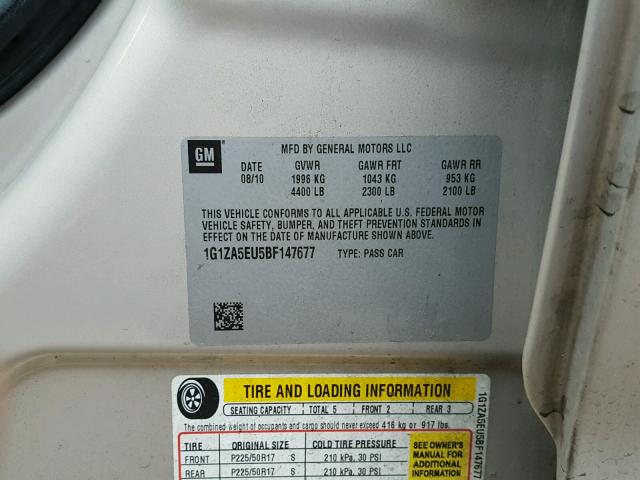 GM
MFD BY GENERAL MOTORS LLC
DATE GVWR GAWR FRT GAWR RR
08/10 1996 KG 1043 KG 953 KG
4400 LB 2300 LB 2100 LB
THIS VEHICLE CONFORMS TO ALL APPLICABLE U.S. FEDERAL MOTOR
VEHICLE SAFETY, BUMPER, AND THEFT PREVENTION STANDARDS IN
EFFECT ON THE DATE OF MANUFACTURE SHOWN ABOVE.
1G1ZA5EU5BF147677 TYPE: PASS CAR
TIRE AND LOADING INFORMATION
SEATING CAPACITY TOTAL 5 FRONT 2 REAR 3
The combined weight of occupants and cargo should never exceed 416 kg or 917 lbs.
TIRE ORIGINAL SIZE COLD TIRE PRESSURE
FRONT P225/50R17 S 210 kPa, 30 PSI
REAR P225/50R17 S 210 kPa, 30 PSI
SEE OWNER'S
MANUAL FOR
ADDITIONAL
INFORMATION
1G1ZA5EU5BF147677